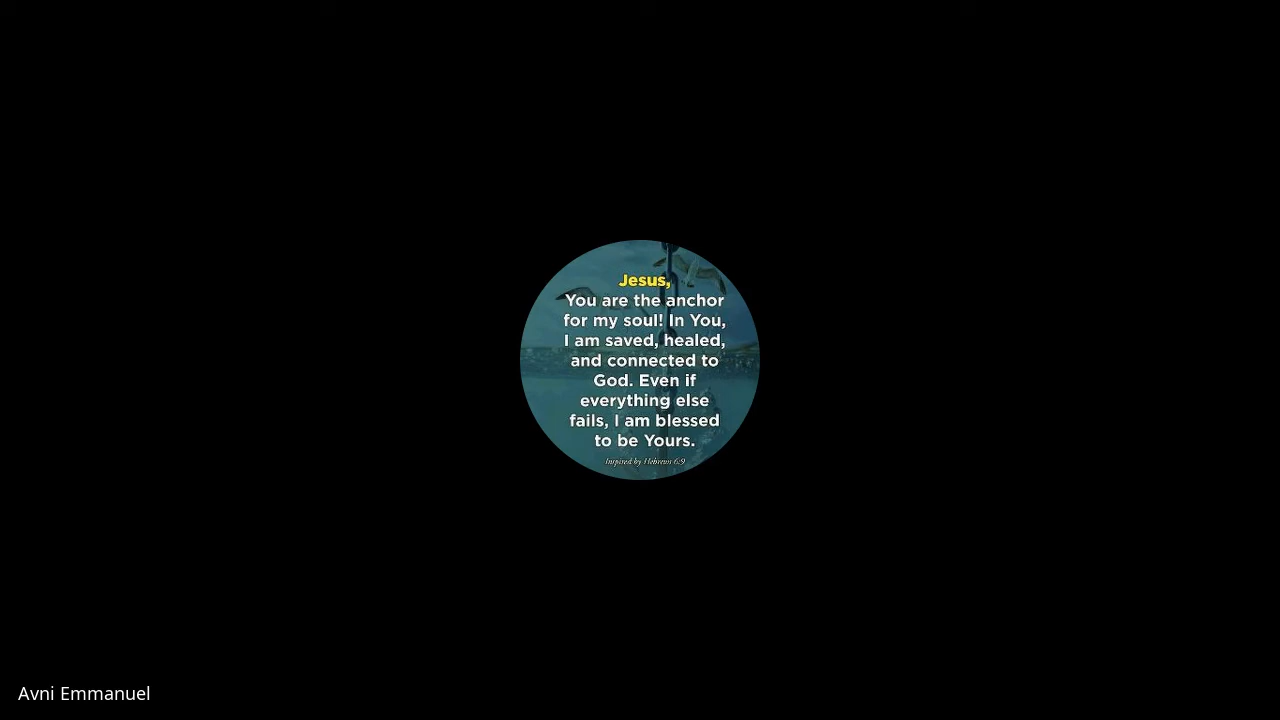 Jesus,
You are the anchor
for my soul! In You,
I am saved, healed,
and connected to
God. Even if
everything else
fails, I am blessed
to be Yours.
Inspired by Hebrews 6:9
Avni Emmanuel